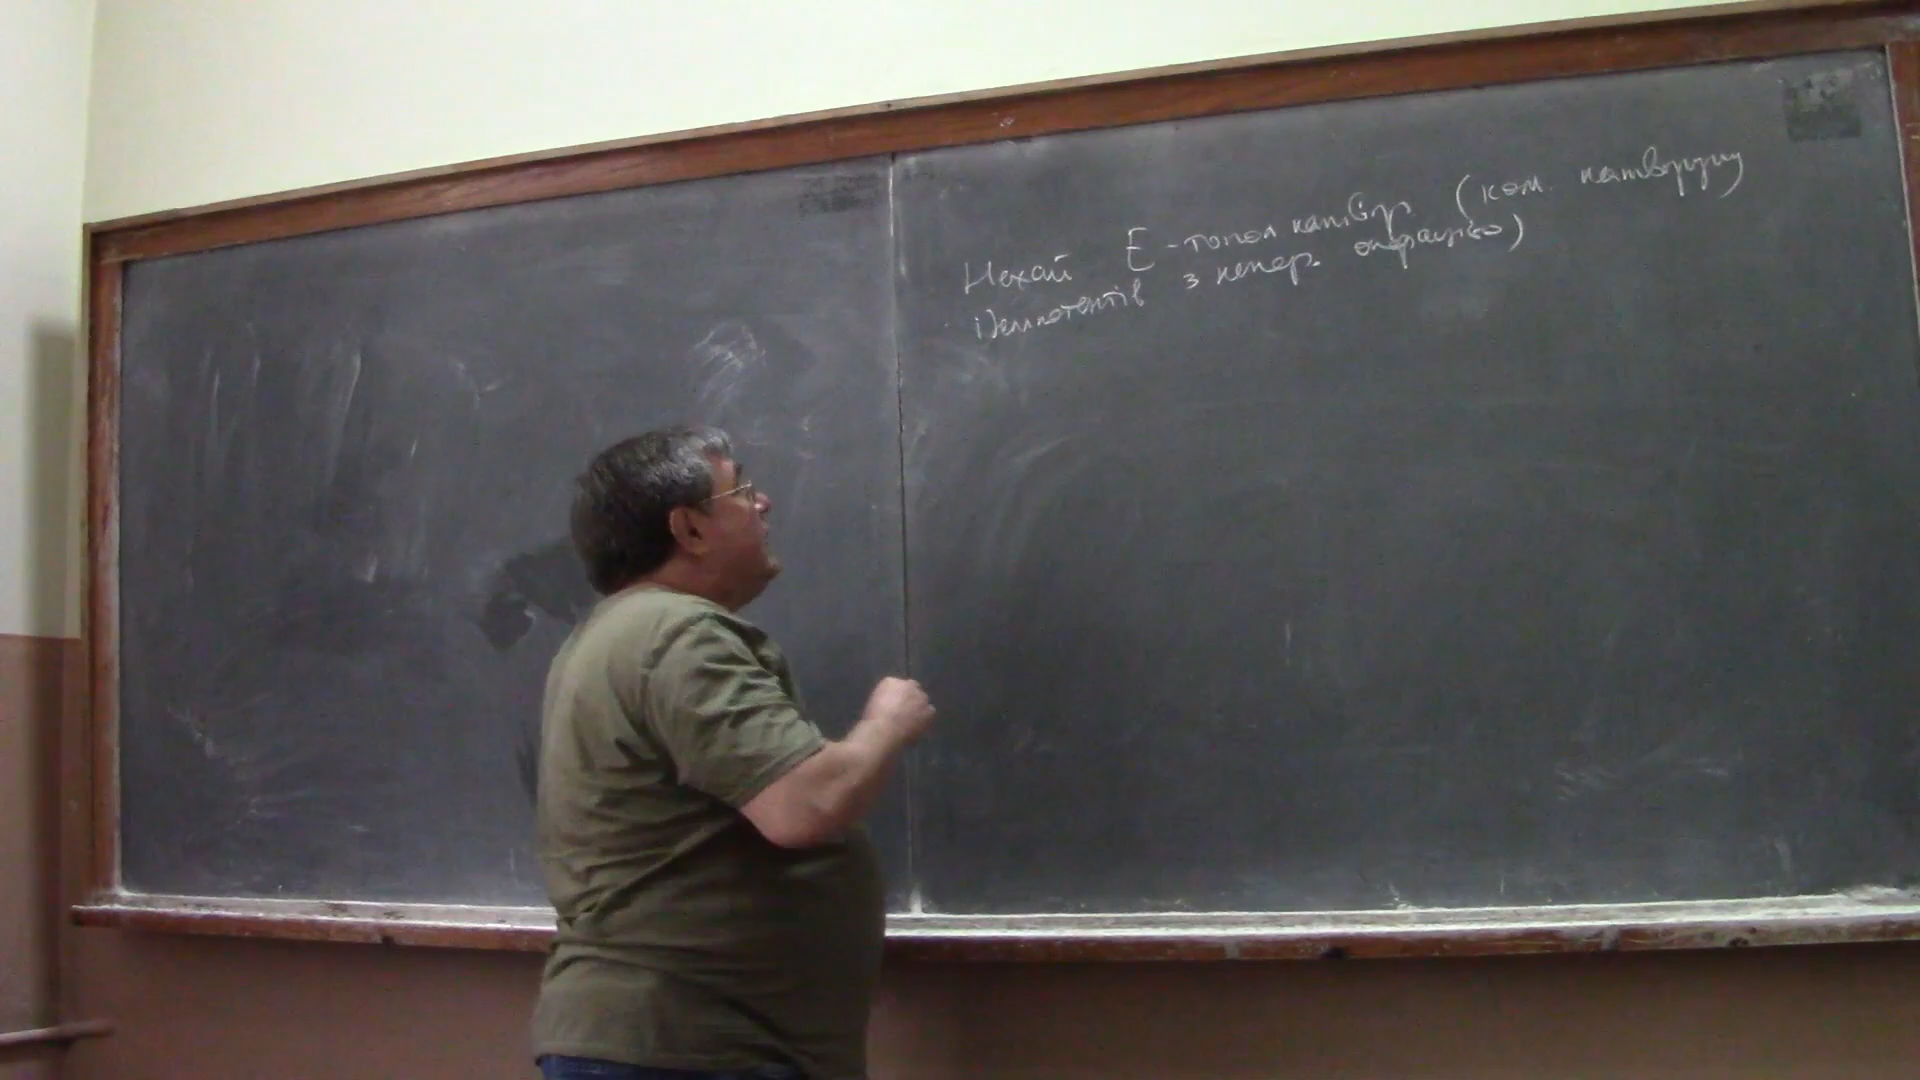 Нехай E - топол напівгр (ком. напівгрупу
ідемпотентів з непер. операцією)